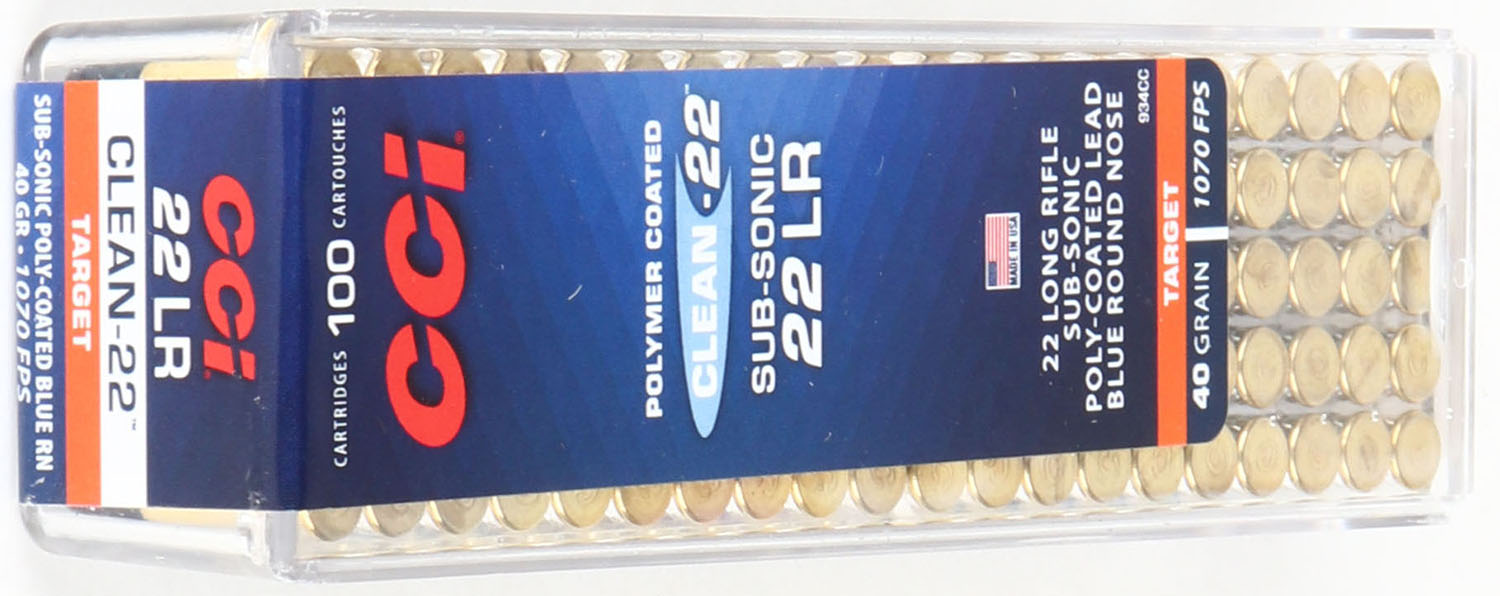 SUB-SONIC POLY-COATED BLUE RN
40 GR • 1070 FPS
TARGET
CLEAN-22™
22 LR
CCI®
CARTRIDGES 100 CARTOUCHES
CCI®
POLYMER COATED
CLEAN-22™
SUB-SONIC
22 LR
MADE IN USA
22 LONG RIFLE
SUB-SONIC
POLY-COATED LEAD
BLUE ROUND NOSE
934CC
TARGET
40 GRAIN 1070 FPS